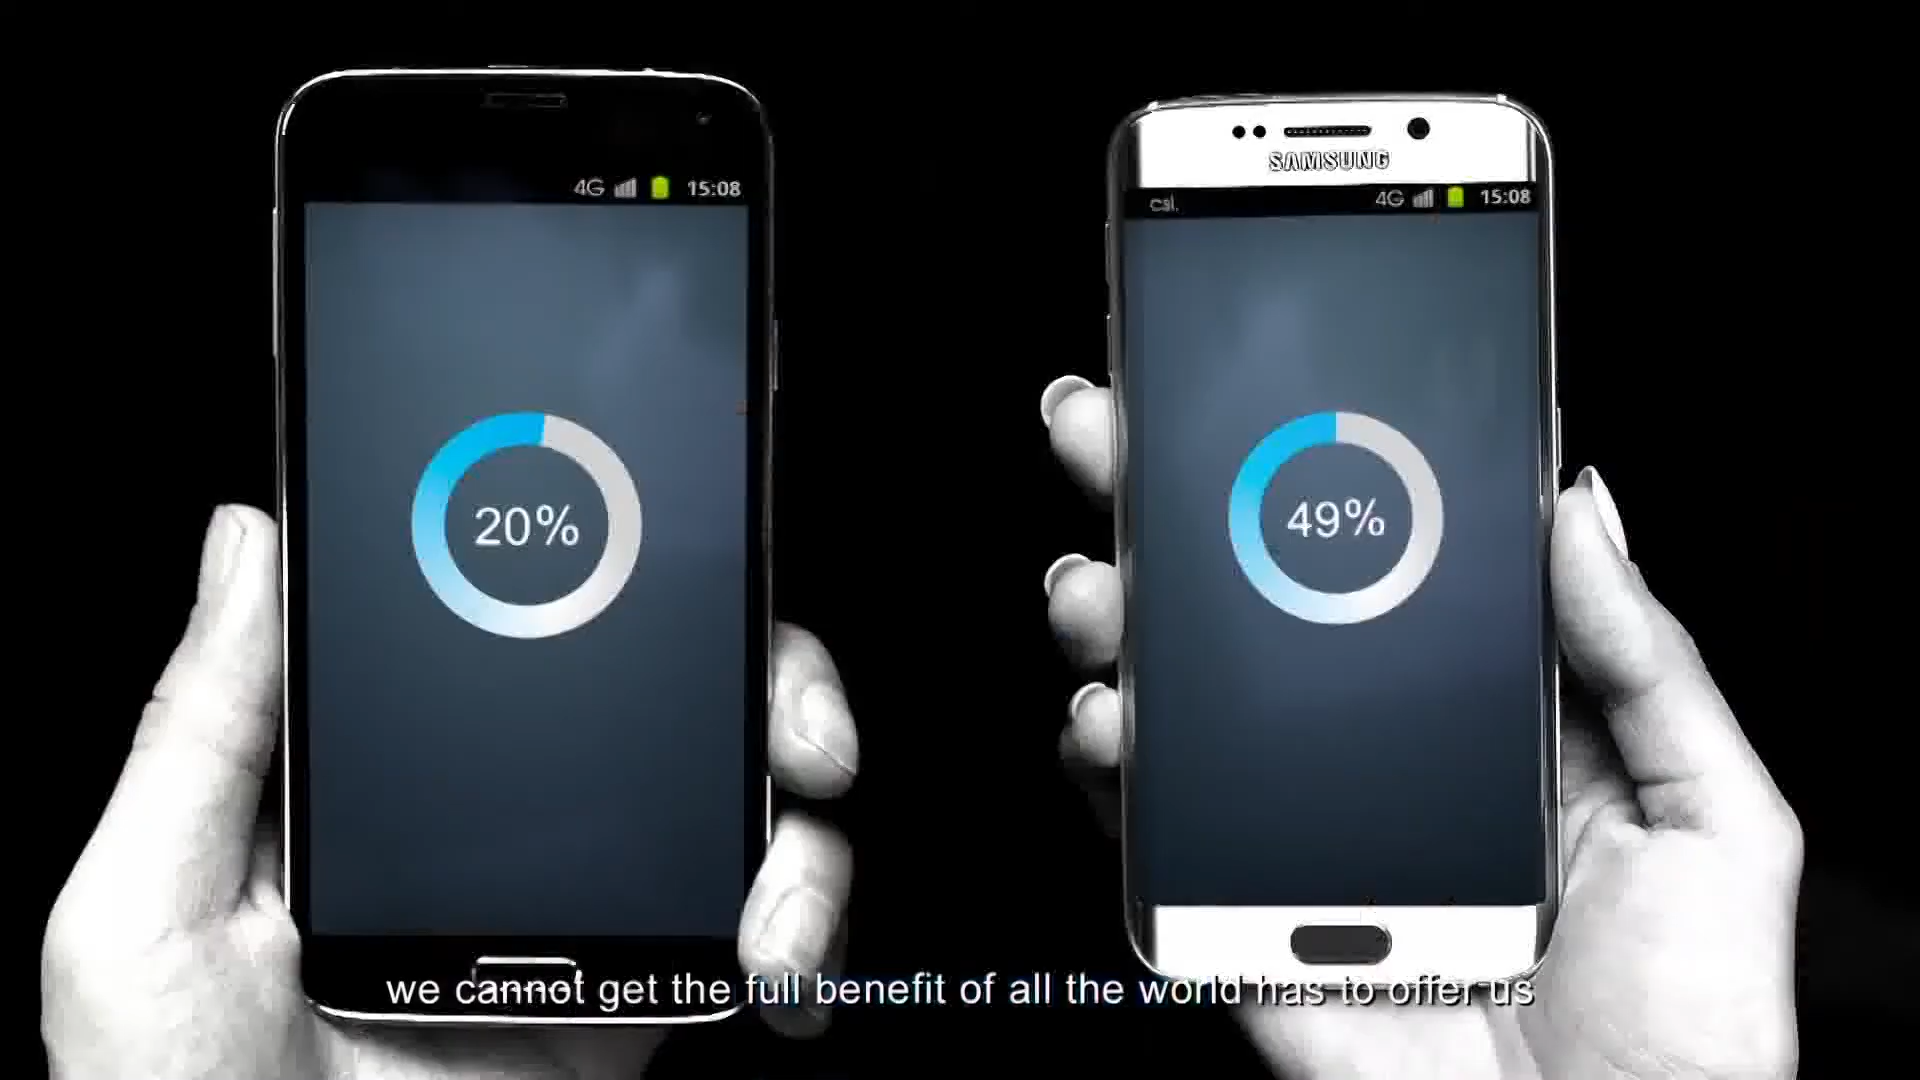 4G 15:08
20%
SAMSUNG
csl. 4G 15:08
49%
we cannot get the full benefit of all the world has to offer us